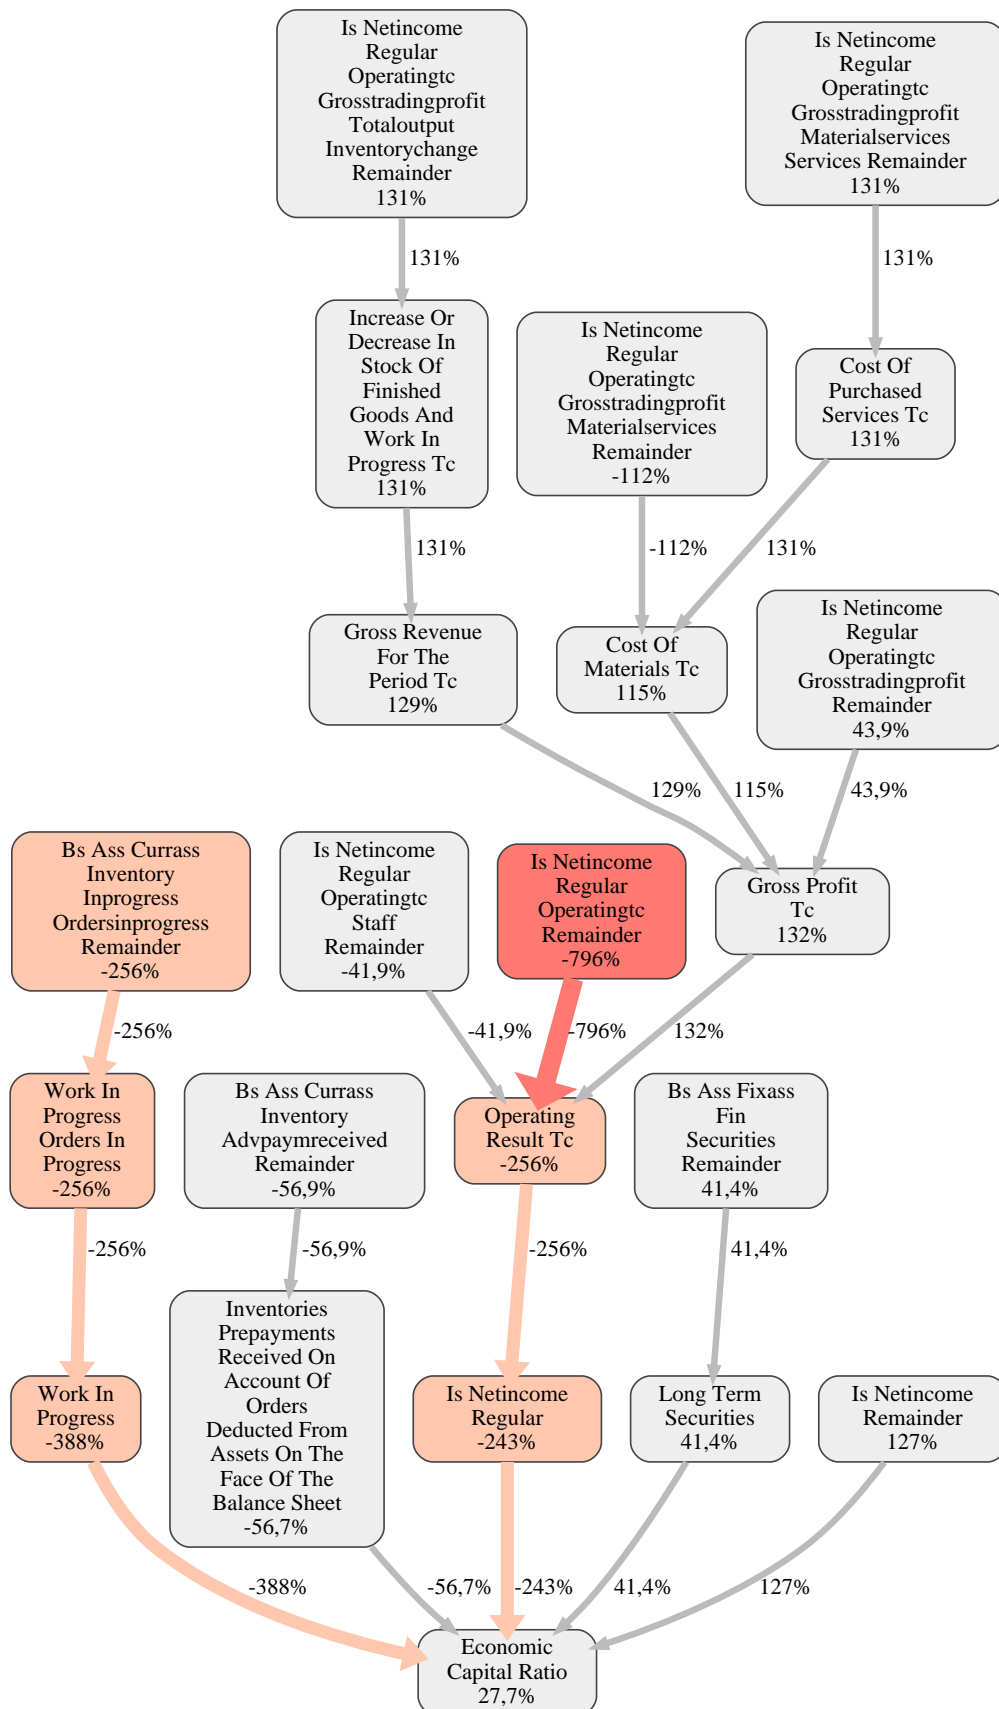 Is Netincome
Regular
Operatingtc
Grosstradingprofit
Totaloutput
Inventorychange
Remainder
131%
Is Netincome
Regular
Operatingtc
Grosstradingprofit
Materialservices
Services Remainder
131%
131%
131%
Increase Or
Decrease In
Stock Of
Finished
Goods And
Work In
Progress Tc
131%
Is Netincome
Regular
Operatingtc
Grosstradingprofit
Materialservices
Remainder
-112%
Cost Of
Purchased
Services Tc
131%
131%
-112%
131%
Gross Revenue
For The
Period Tc
129%
Cost Of
Materials Tc
115%
Is Netincome
Regular
Operatingtc
Grosstradingprofit
Remainder
43,9%
129%
115%
43,9%
Bs Ass Currass
Inventory
Inprogress
Ordersinprogress
Remainder
-256%
Is Netincome
Regular
Operatingtc
Staff
Remainder
-41,9%
Is Netincome
Regular
Operatingtc
Remainder
-796%
Gross Profit
Tc
132%
-256%
-41,9%
-796%
132%
Work In
Progress
Orders In
Progress
-256%
Bs Ass Currass
Inventory
Advpaymreceived
Remainder
-56,9%
Operating
Result Tc
-256%
Bs Ass Fixass
Fin
Securities
Remainder
41,4%
-256%
-56,9%
-256%
41,4%
Work In
Progress
-388%
Inventories
Prepayments
Received On
Account Of
Orders
Deducted From
Assets On The
Face Of The
Balance Sheet
-56,7%
Is Netincome
Regular
-243%
Long Term
Securities
41,4%
Is Netincome
Remainder
127%
-388%
-56,7%
-243%
41,4%
127%
Economic
Capital Ratio
27,7%